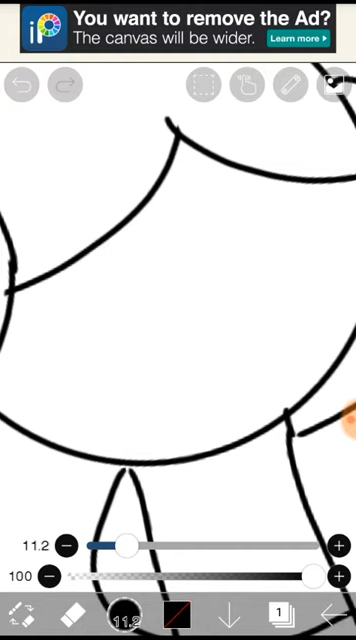 iP
You want to remove the Ad?
The canvas will be wider.
Learn more
11.2
100
11.2
1